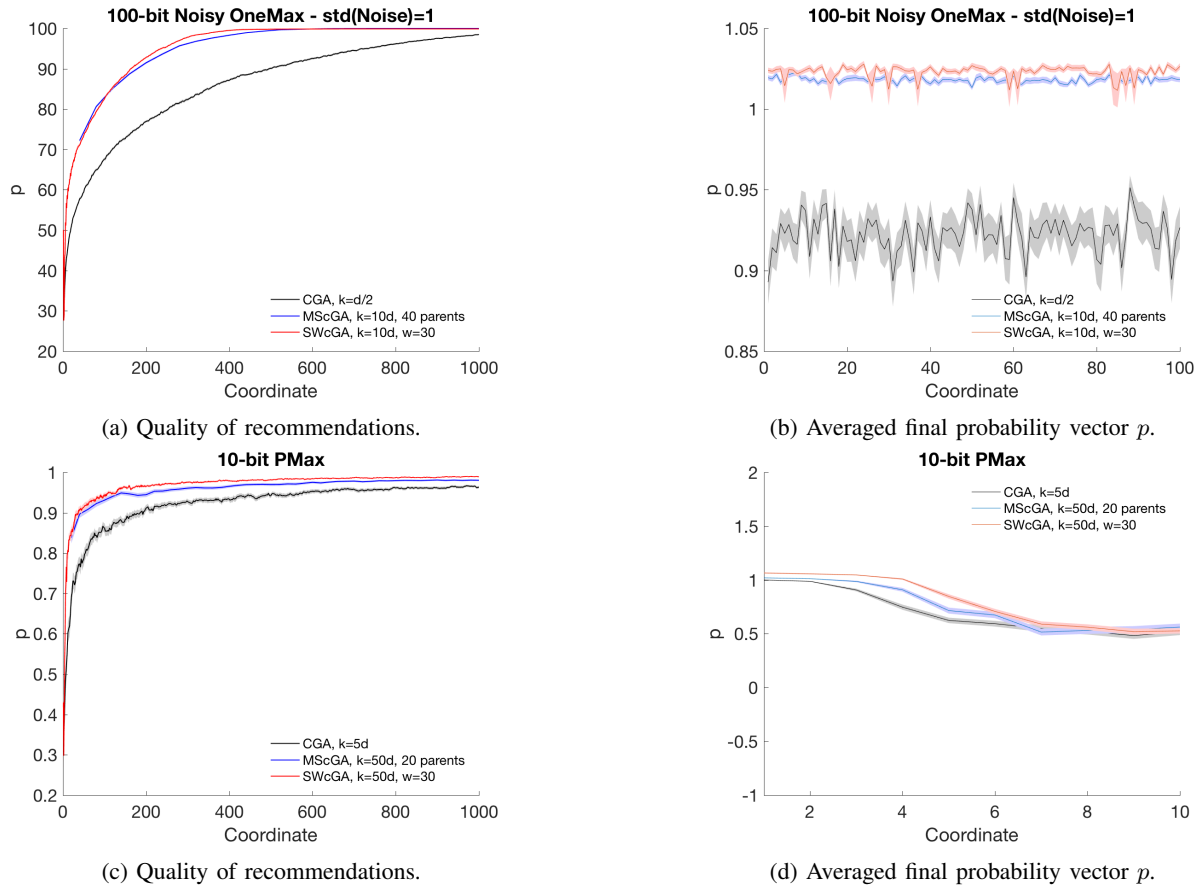 100-bit Noisy OneMax - std(Noise)=1
100
90
80
70
60
50
40
30
20
p
0 200 400 600 800 1000
Coordinate
CGA, k=d/2
MScGA, k=10d, 40 parents
SWcGA, k=10d, w=30
(a) Quality of recommendations.
100-bit Noisy OneMax - std(Noise)=1
1.05
1
0.95
0.9
0.85
p
0 20 40 60 80 100
Coordinate
CGA, k=d/2
MScGA, k=10d, 40 parents
SWcGA, k=10d, w=30
(b) Averaged final probability vector p.
10-bit PMax
1
0.9
0.8
0.7
0.6
0.5
0.4
0.3
0.2
p
0 200 400 600 800 1000
Coordinate
CGA, k=5d
MScGA, k=50d, 20 parents
SWcGA, k=50d, w=30
(c) Quality of recommendations.
10-bit PMax
2
1.5
1
0.5
0
-0.5
-1
p
2 4 6 8 10
Coordinate
CGA, k=5d
MScGA, k=50d, 20 parents
SWcGA, k=50d, w=30
(d) Averaged final probability vector p.